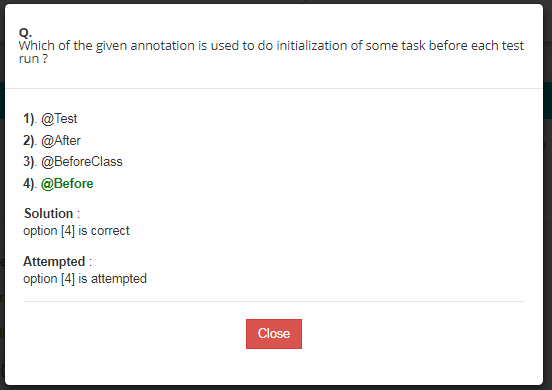 Q.
Which of the given annotation is used to do initialization of some task before each test
run ?
1). @Test
2). @After
3). @BeforeClass
4). @Before
Solution :
option [4] is correct
Attempted :
option [4] is attempted
Close